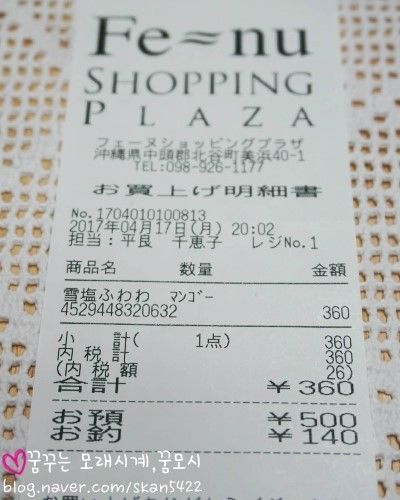 Fe≈nu
SHOPPING
PLAZA
フェーヌショッピングプラザ
沖縄県中頭郡北谷町美浜40-1
TEL:098-926-1177
お買上げ明細書
No.1704010100813
2017年04月17日(月) 20:02
担当:平良 千恵子 レジNo.1
商品名 数量 金額
雪塩ふわわ マンゴー
4529448320632 360
小 計( 1点) 360
内税計 360
(内税額 26)
合計 ¥360
お預 ¥500
お釣 ¥140
꿈꾸는 모래시계,꿈모시
blog.naver.com/skan5422